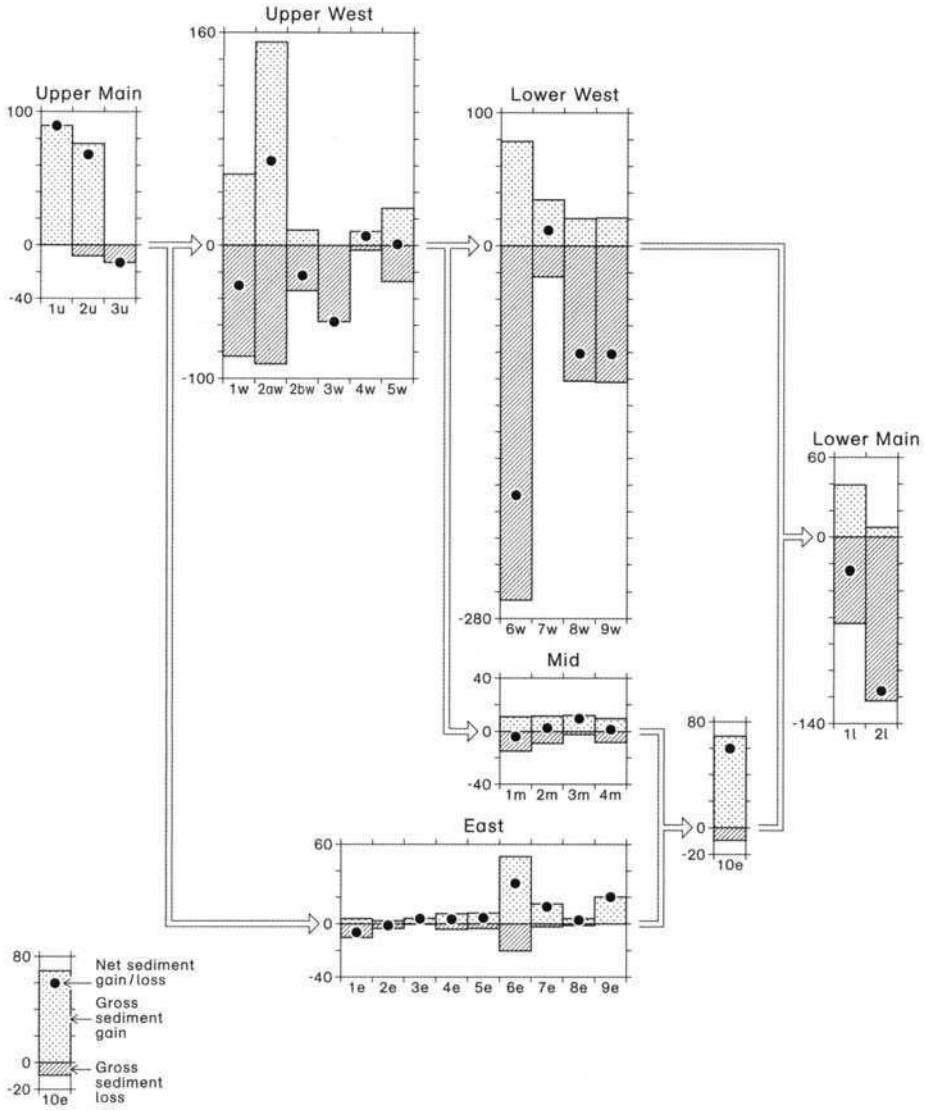 Upper West
160
0
-100
1w 2aw 2bw 3w 4w 5w
Upper Main
100
0
-40
1u 2u 3u
Lower West
100
0
-280
6w 7w 8w 9w
Lower Main
60
0
-140
1l 2l
Mid
40
0
-40
1m 2m 3m 4m
80
0
-20
10e
East
60
0
-40
1e 2e 3e 4e 5e 6e 7e 8e 9e
80
0
-20
10e
Net sediment
gain/loss
Gross
sediment
gain
Gross
sediment
loss